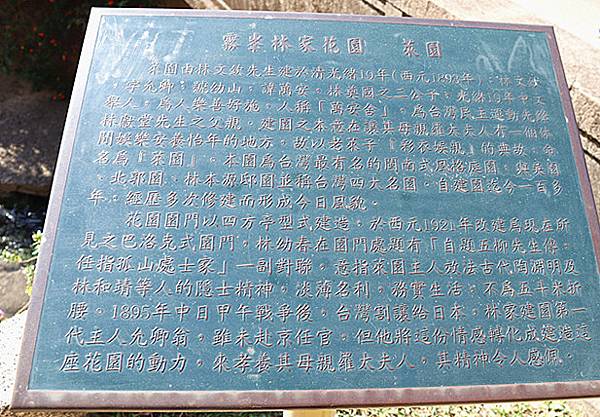 霧峯林家花園 萊園
萊園由林文欽先生建於清光緒19年(西元1893年)；林文欽
，字允卿，號幼山，諱萬安。林奠國之三公子，光緒19年中文
舉人，為人樂善好施，人稱「萬安舍」，為台灣民主運動先賢
林獻堂先生之父親。建園之本意在讓其母親羅太夫人有一個休
閒娛樂安養怡年的地方，故以老萊子『彩衣娛親』的典故，命
名為『萊園』。本園為台灣最有名的閩南式風格庭園，與吳園、
北郭園、林本源邸園並稱台灣四大名園。自建園迄今一百多
年，經歷多次修建而形成今日風貌。
花園園門以四方亭型式建造，於西元1921年改建為現在所
見之巴洛克式園門，林幼春在園門處題有「自題五柳先生傳，
任指孤山處士家」一副對聯，意指萊園主人效法古代陶淵明及
林和靖等人的隱士精神，淡薄名利，務實生活，不為五斗米折
腰。1895年中日甲午戰爭後，台灣割讓給日本，林家建園第一
代主人允卿翁，雖未赴京任官，但他將這份情感轉化成建造這
座花園的動力，來孝養其母親羅太夫人，其精神令人感佩。